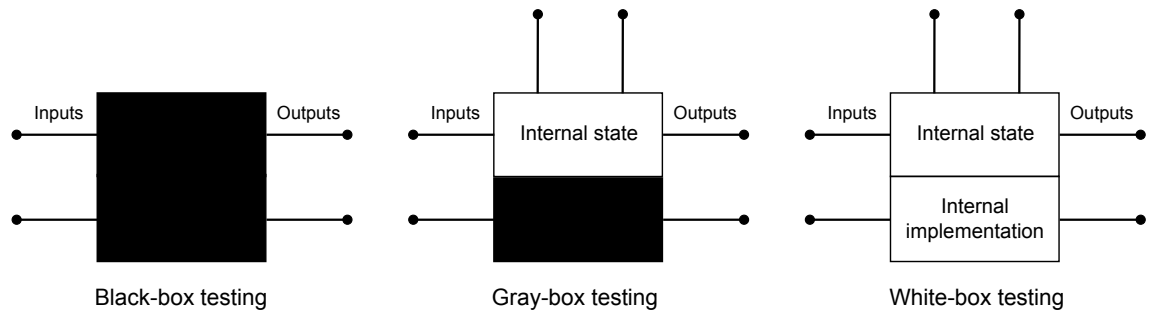 Inputs
Outputs
Black-box testing
Inputs
Internal state
Outputs
Gray-box testing
Inputs
Internal state
Outputs
Internal
implementation
White-box testing